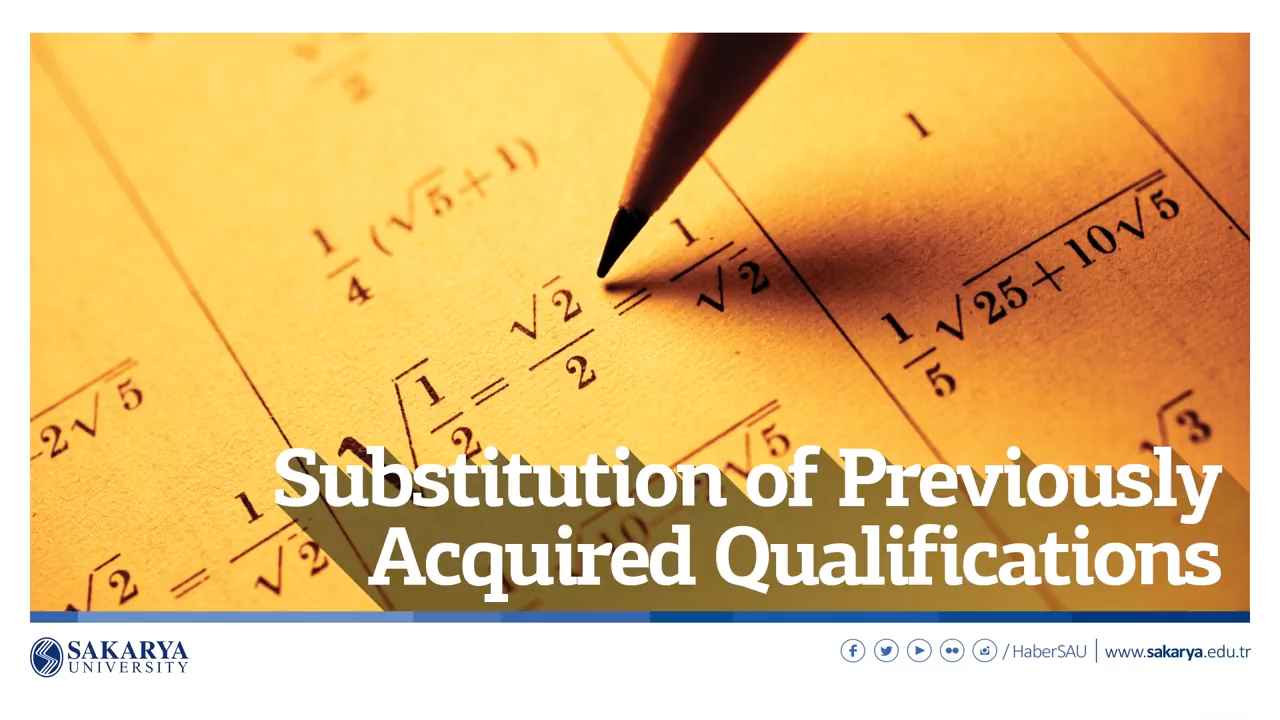 1
1/4 (√5+1)
√(1/2) = √2/2 = 1/√2
1/5 √(25+10√5)
-2√5
√3
√5
√2 = 1/√2
Substitution of Previously
Acquired Qualifications
SAKARYA
UNIVERSITY
/HaberSAU | www.sakarya.edu.tr